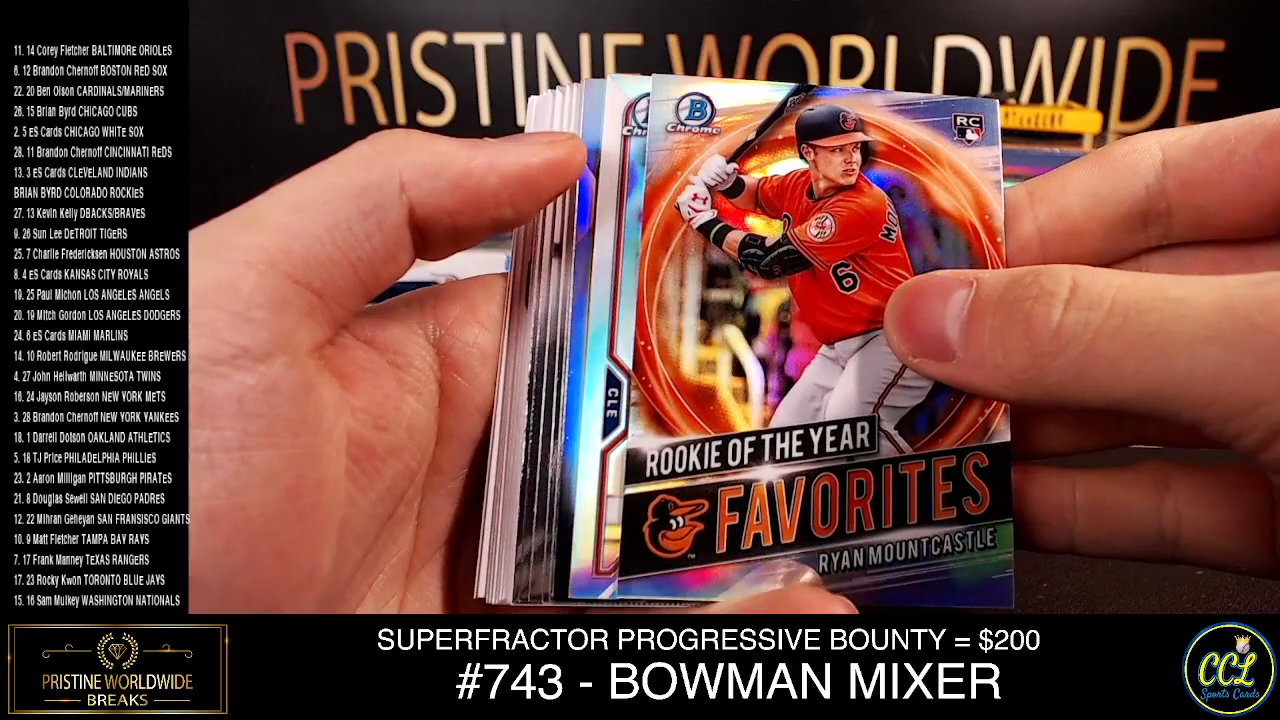 11. 14 Corey Fletcher BALTIMORE ORIOLES
6. 12 Brandon Chernoff BOSTON ReD SOX
22. 20 Ben Olson CARDINALS/MARINERS
26. 15 Brian Byrd CHICAGO CUBS
2. 5 eS Cards CHICAGO WHITe SOX
28. 11 Brandon Chernoff CINCINNATI ReDS
13. 3 eS Cards CLeVeLAND INDIANS
BRIAN BYRD COLORADO ROCKIeS
27. 13 Kevin Kelly DBACKS/BRAVeS
9. 26 Sun Lee DeTROIT TIGERS
25. 7 Charlie Fredericksen HOUSTON ASTROS
8. 4 eS Cards KANSAS CITY ROYALS
19. 25 Paul Michon LOS ANGeLeS ANGeLS
20. 19 Mitch Gordon LOS ANGELES DODGERS
24. 6 eS Cards MIAMI MARLINS
14. 10 Robert Rodrigue MILWAUKee BReWeRS
4. 27 John Hellwarth MINNeSOTA TWINS
16. 24 Jayson Roberson NeW YORK MeTS
3. 28 Brandon Chernoff NeW YORK YANKeeS
18. 1 Darrell Dotson OAKLAND ATHLeTICS
5. 18 TJ Price PHILADeLPHIA PHILLIeS
23. 2 Aaron Milligan PITTSBURGH PIRATeS
21. 8 Douglas Sewell SAN DIEGO PADReS
12. 22 Mihran Geheyan SAN FRANSISCO GIANTS
10. 9 Matt Fletcher TAMPA BAY RAYS
7. 17 Frank Manney TeXAS RANGERS
17. 23 Rocky Kwon TORONTO BLUe JAYS
15. 16 Sam Mulkey WASHINGTON NATIONALS
PRISTINE WORLDWIDE
B
Chrome
RC
6
CLE
ROOKIE OF THE YEAR
FAVORITES
RYAN MOUNTCASTLE
PRISTINE WORLDWIDE
BREAKS
SUPERFRACTOR PROGRESSIVE BOUNTY = $200
#743 - BOWMAN MIXER
CCL
Sports Cards